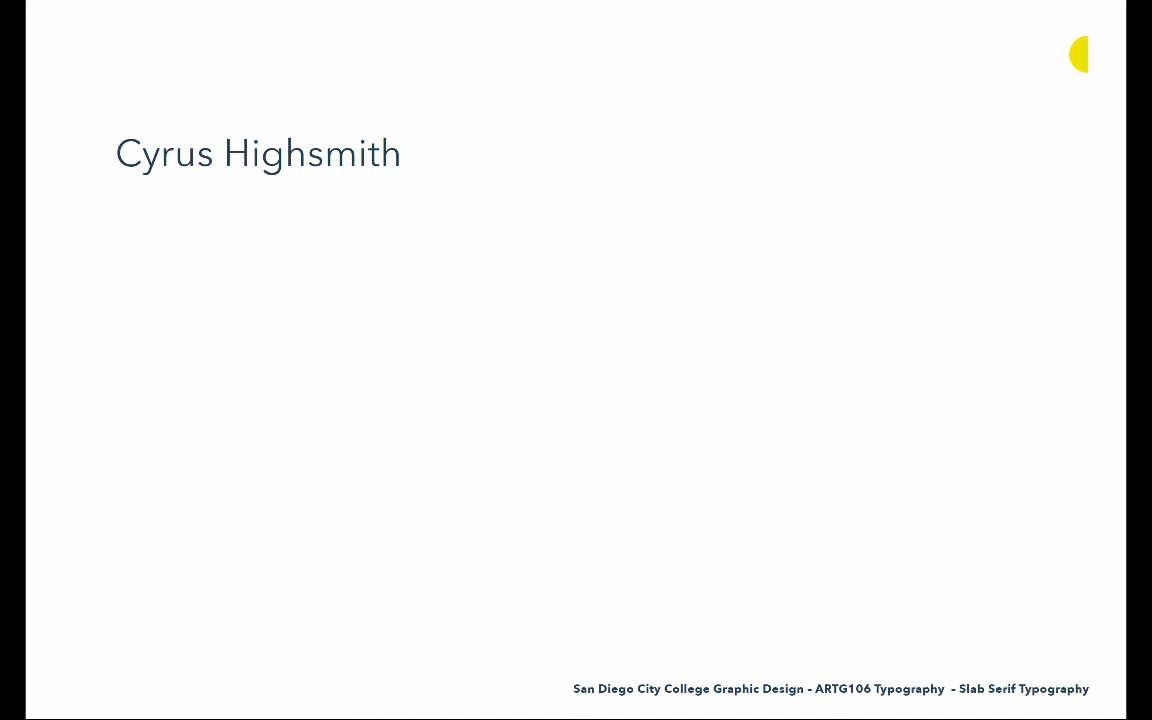 Cyrus Highsmith
San Diego City College Graphic Design – ARTG106 Typography – Slab Serif Typography